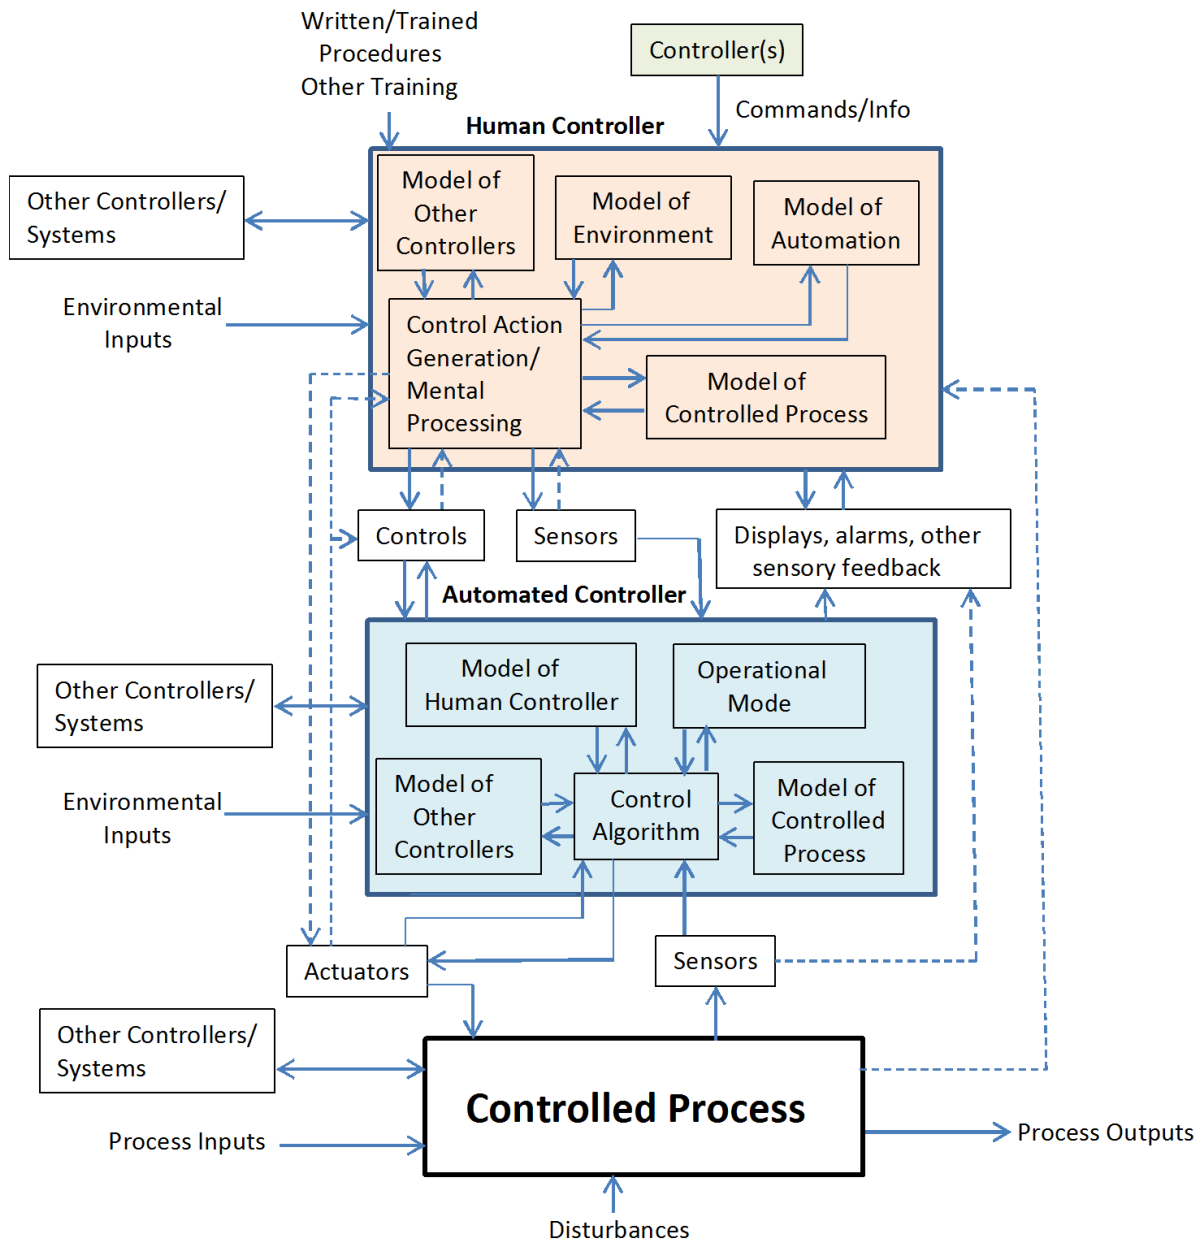 Written/Trained
Procedures
Other Training
Controller(s)
Commands/Info
Human Controller
Other Controllers/
Systems
Model of
Other
Controllers
Model of
Environment
Model of
Automation
Environmental
Inputs
Control Action
Generation/
Mental
Processing
Model of
Controlled Process
Controls
Sensors
Displays, alarms, other
sensory feedback
Automated Controller
Other Controllers/
Systems
Model of
Human Controller
Operational
Mode
Environmental
Inputs
Model of
Other
Controllers
Control
Algorithm
Model of
Controlled
Process
Actuators
Sensors
Other Controllers/
Systems
Controlled Process
Process Inputs
Process Outputs
Disturbances